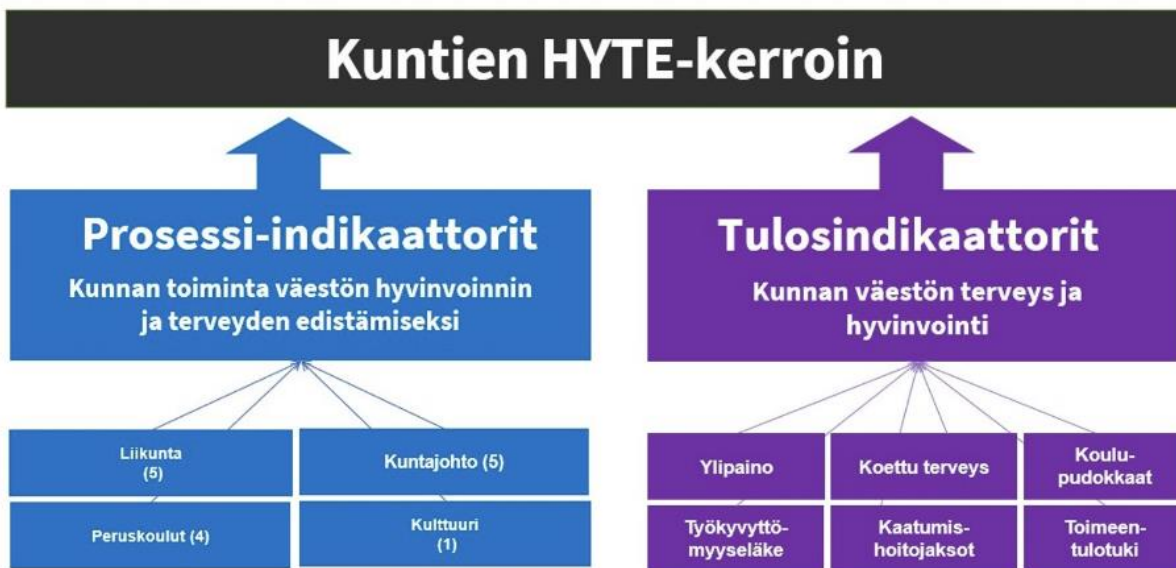 Kuntien HYTE-kerroin
Prosessi-indikaattorit
Kunnan toiminta väestön hyvinvoinnin
ja terveyden edistämiseksi
Liikunta
(5)
Kuntajohto (5)
Peruskoulut (4)
Kulttuuri
(1)
Tulosindikaattorit
Kunnan väestön terveys ja
hyvinvointi
Ylipaino
Koettu terveys
Koulu-
pudokkaat
Työkyvyttö-
myyseläke
Kaatumis-
hoitojaksot
Toimeen-
tulotuki